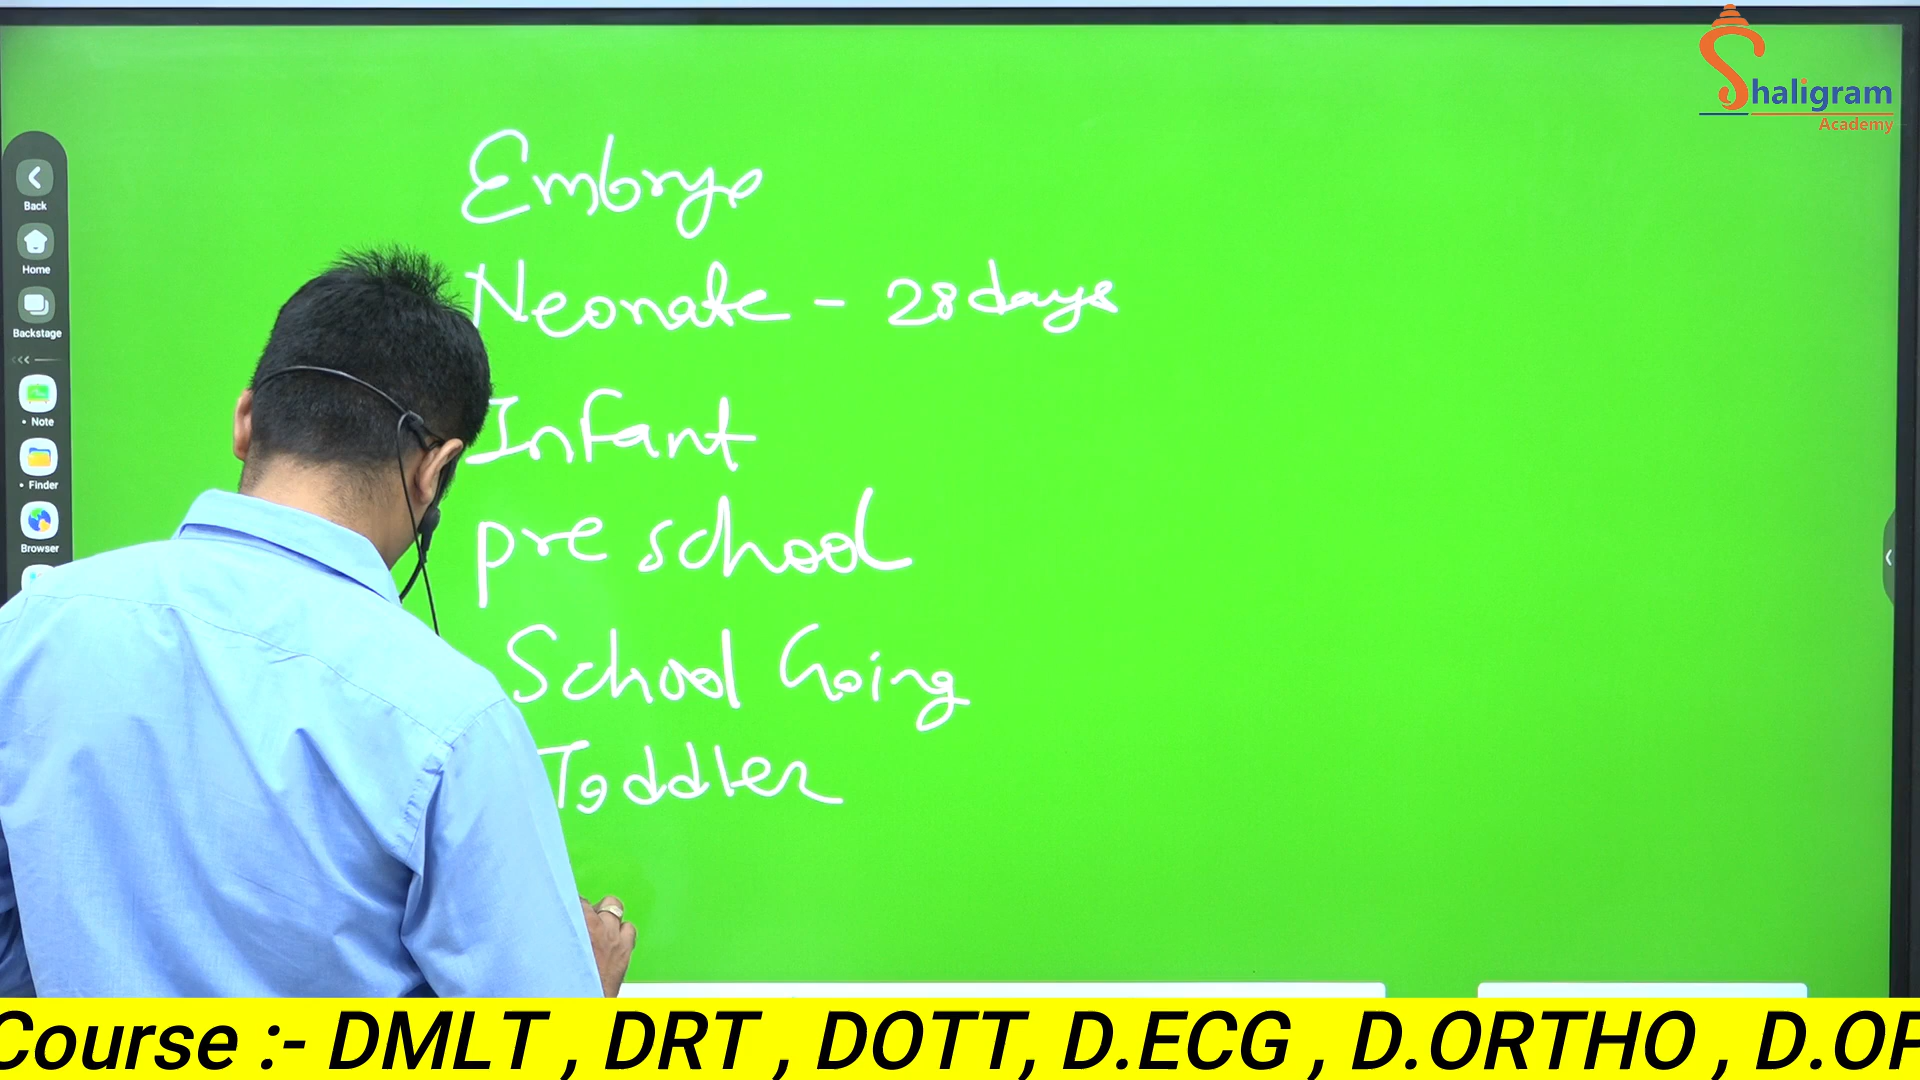 Shaligram
Academy
Back
Home
Backstage
Note
Finder
Browser
Embryo
Neonate - 28 days
Infant
pre school
School Going
Toddler
Course :- DMLT , DRT , DOTT, D.ECG , D.ORTHO , D.OP